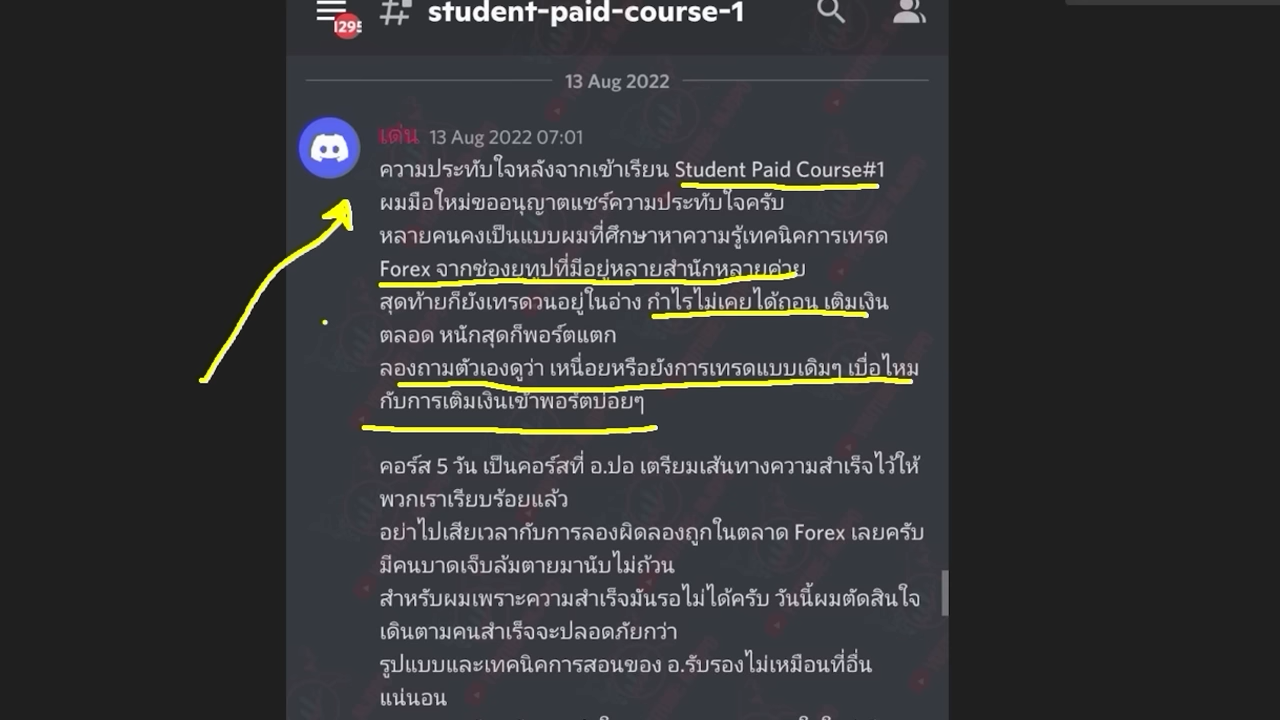 student-paid-course-1
1295
13 Aug 2022
เด่น 13 Aug 2022 07:01
ความประทับใจหลังจากเข้าเรียน Student Paid Course#1
ผมมือใหม่ขออนุญาตแชร์ความประทับใจครับ
หลายคนคงเป็นแบบผมที่ศึกษาหาความรู้เทคนิคการเทรด
Forex จากช่องยูทูปที่มีอยู่หลายสำนักหลายค่าย
สุดท้ายก็ยังเทรดวนอยู่ในอ่าง กำไรไม่เคยได้ถอน เติมเงิน
ตลอด หนักสุดก็พอร์ตแตก
ลองถามตัวเองดูว่า เหนื่อยหรือยังการเทรดแบบเดิมๆ เบื่อไหม
กับการเติมเงินเข้าพอร์ตบ่อยๆ
คอร์ส 5 วัน เป็นคอร์สที่ อ.ปอ เตรียมเส้นทางความสำเร็จไว้ให้
พวกเราเรียบร้อยแล้ว
อย่าไปเสียเวลากับการลองผิดลองถูกในตลาด Forex เลยครับ
มีคนบาดเจ็บล้มตายมานับไม่ถ้วน
สำหรับผมเพราะความสำเร็จมันรอไม่ได้ครับ วันนี้ผมตัดสินใจ
เดินตามคนสำเร็จจะปลอดภัยกว่า
รูปแบบและเทคนิคการสอนของ อ.รับรองไม่เหมือนที่อื่น
แน่นอน